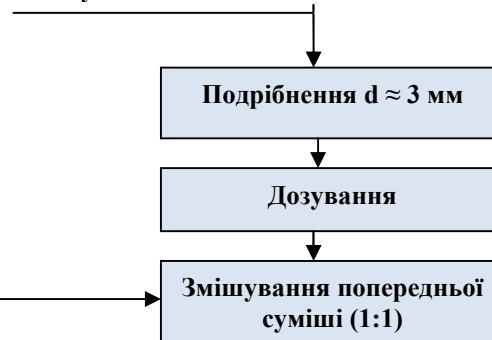 Подрібнення d ≈ 3 мм
Дозування
Змішування попередньої
суміші (1:1)